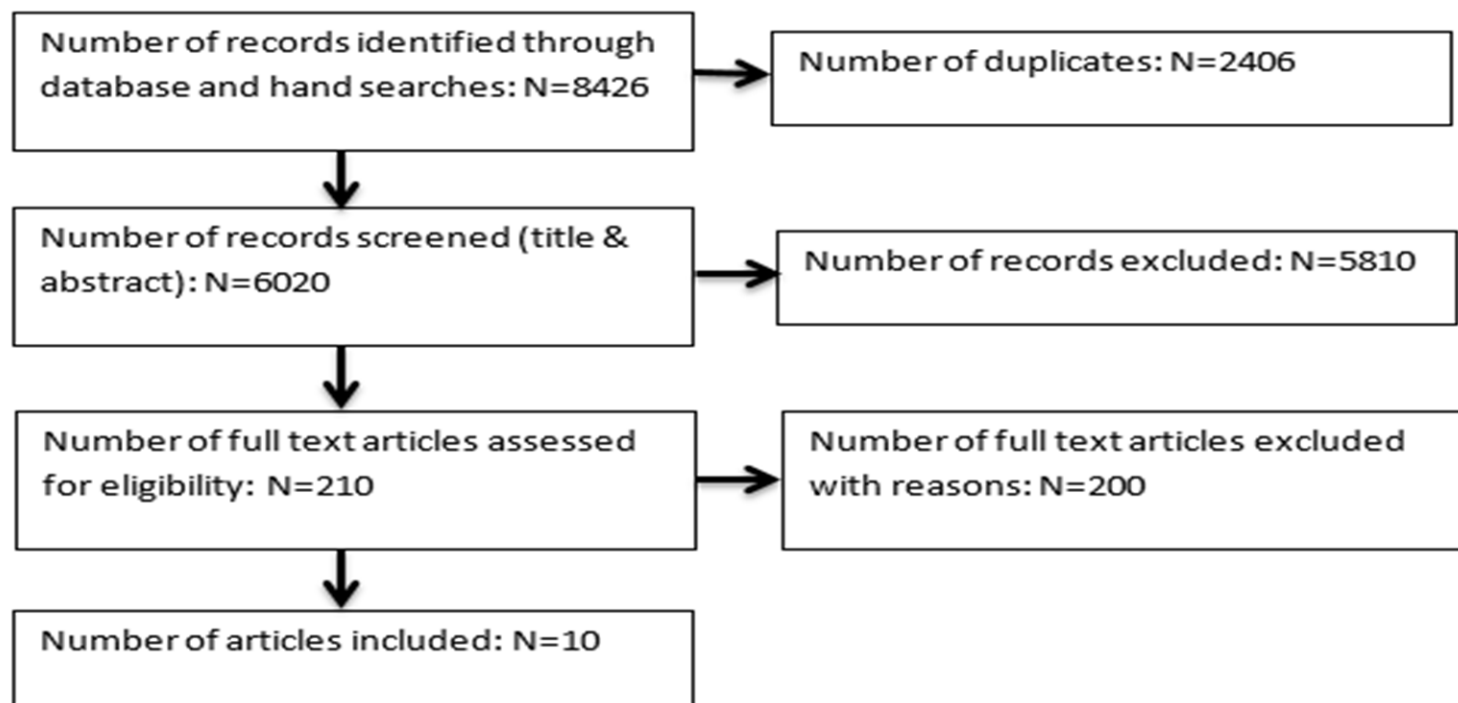 Number of records identified through
database and hand searches: N=8426
Number of duplicates: N=2406
Number of records screened (title &
abstract): N=6020
Number of records excluded: N=5810
Number of full text articles assessed
for eligibility: N=210
Number of full text articles excluded
with reasons: N=200
Number of articles included: N=10